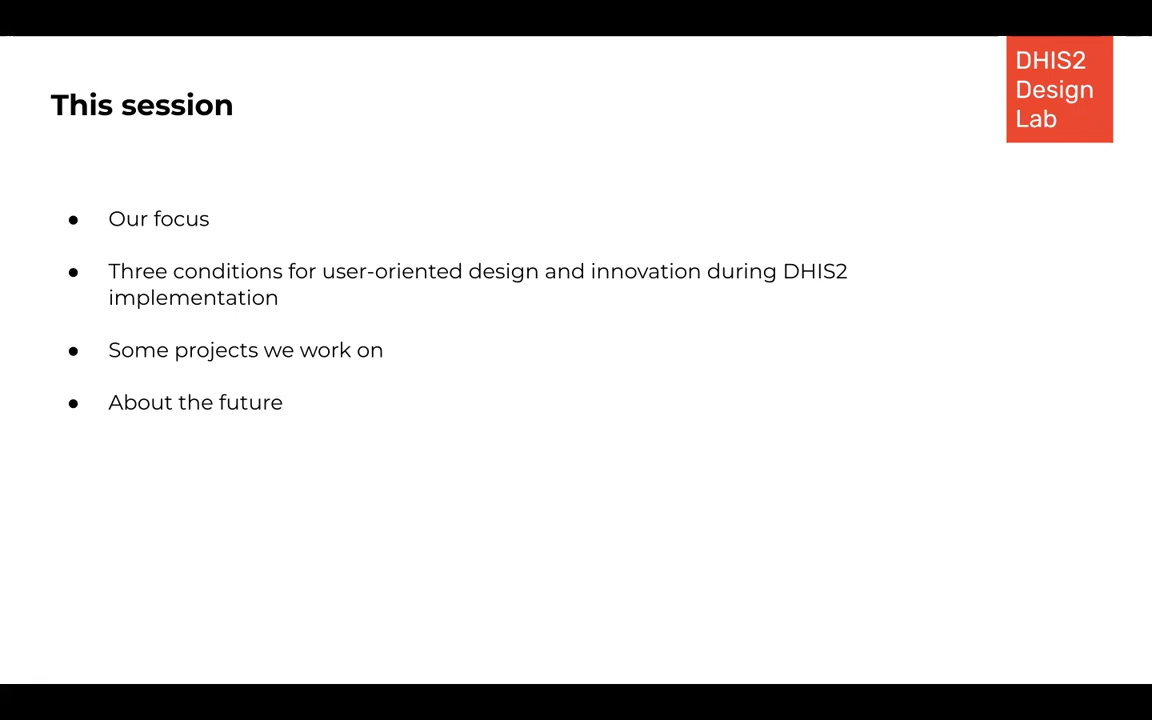 This session
DHIS2
Design
Lab
● Our focus
● Three conditions for user-oriented design and innovation during DHIS2
implementation
● Some projects we work on
● About the future